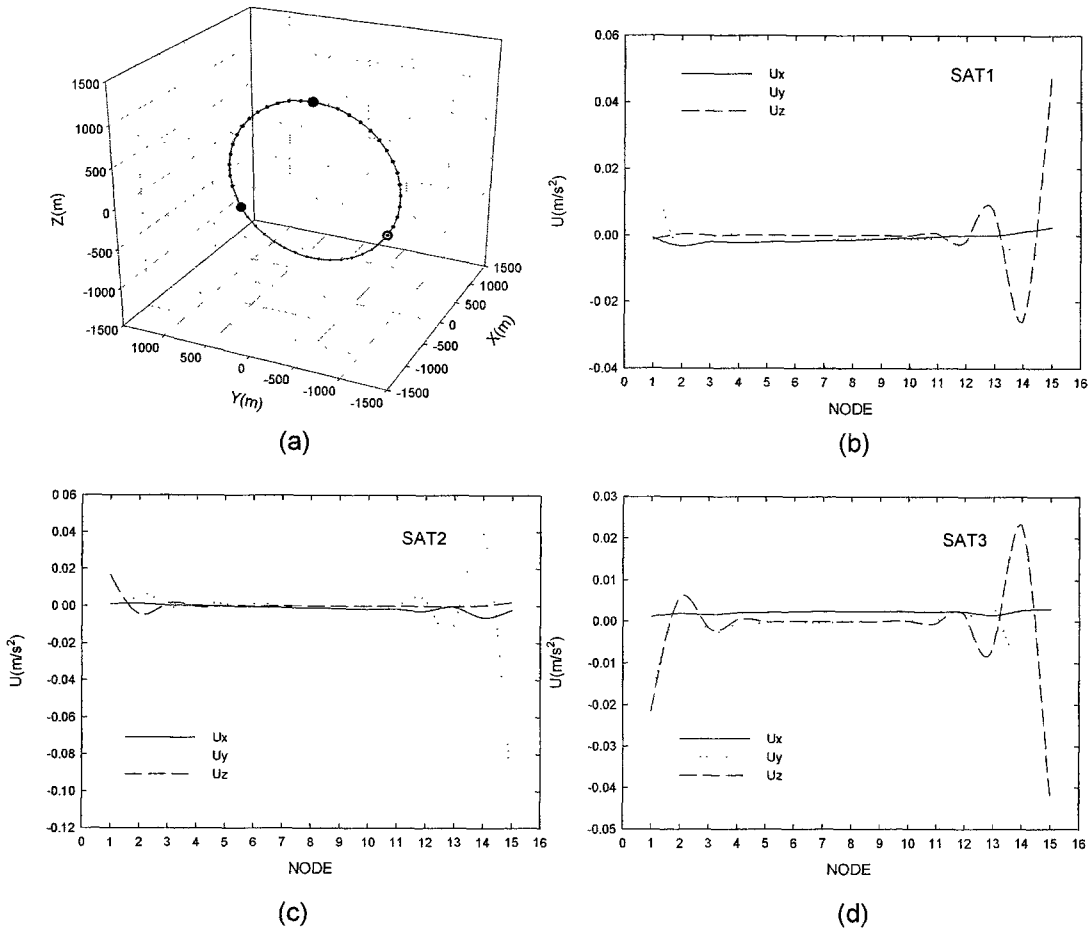 1500
1000
500
0
-500
-1000
-1500
Z(m)
1000
500
0
-500
-1000
-1500
Y(m)
1500
1000
500
0
-500
-1000
-1500
X(m)
(a)
0.06
0.04
0.02
0.00
-0.02
-0.04
U(m/s²)
Ux
Uy
Uz
SAT1
0 1 2 3 4 5 6 7 8 9 10 11 12 13 14 15 16
NODE
(b)
0.06
0.04
0.02
0.00
-0.02
-0.04
-0.06
-0.08
-0.10
-0.12
U(m/s²)
SAT2
Ux
Uy
Uz
0 1 2 3 4 5 6 7 8 9 10 11 12 13 14 15 16
NODE
(c)
0.03
0.02
0.01
0.00
-0.01
-0.02
-0.03
-0.04
-0.05
U(m/s²)
SAT3
Ux
Uy
Uz
0 1 2 3 4 5 6 7 8 9 10 11 12 13 14 15 16
NODE
(d)